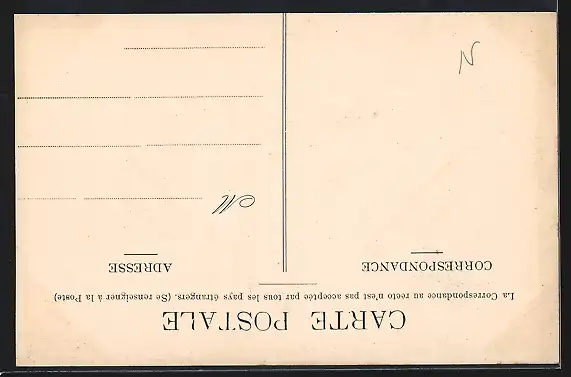 CARTE POSTALE
La Correspondance au recto n'est pas acceptée par tous les pays étrangers. (Se renseigner à la Poste)
CORRESPONDANCE
ADRESSE
M
N